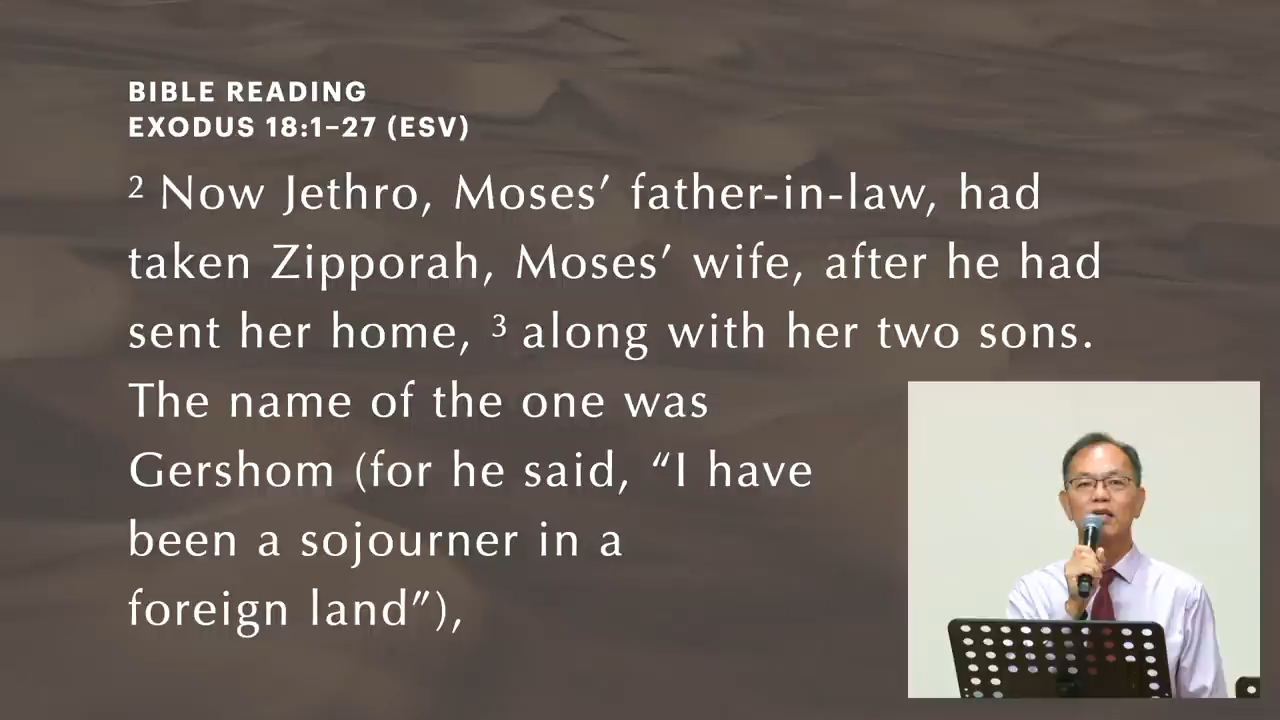 BIBLE READING
EXODUS 18:1–27 (ESV)
² Now Jethro, Moses’ father-in-law, had
taken Zipporah, Moses’ wife, after he had
sent her home, ³ along with her two sons.
The name of the one was
Gershom (for he said, “I have
been a sojourner in a
foreign land”),